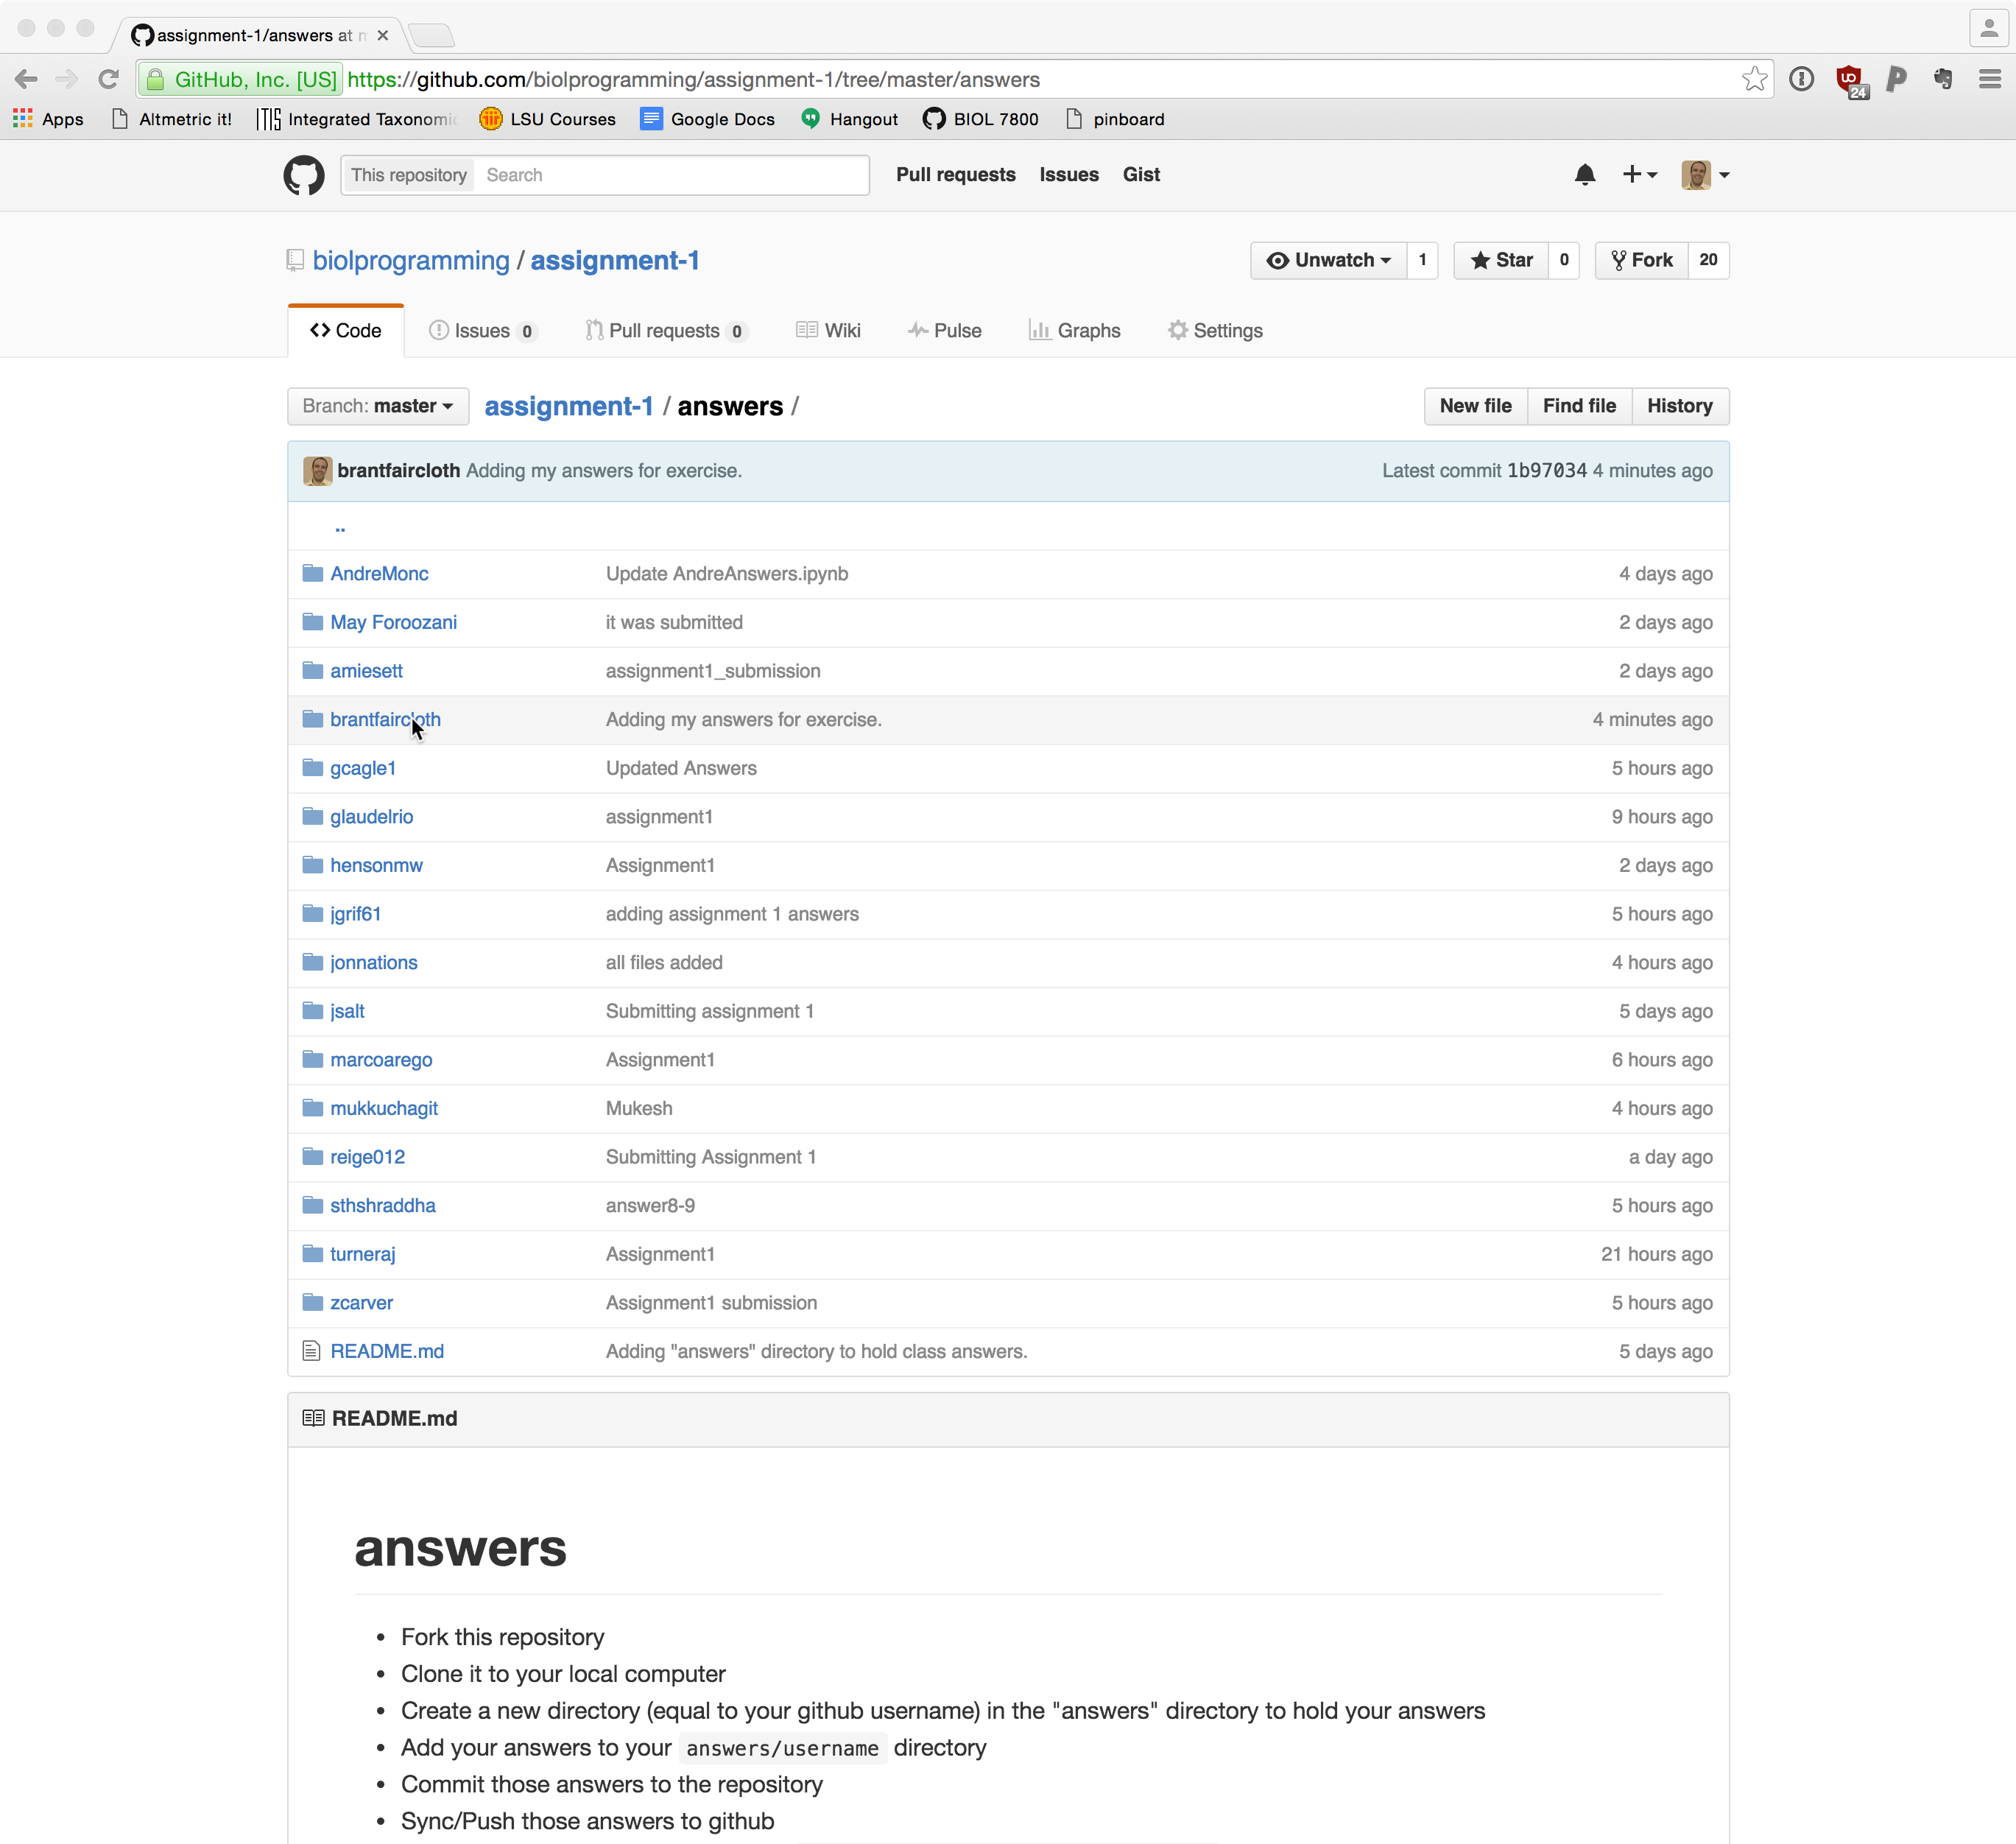 assignment-1/answers at
GitHub, Inc. [US] https://github.com/biolprogramming/assignment-1/tree/master/answers
24
Apps Altmetric it! ITIS Integrated Taxonomic LSU Courses Google Docs Hangout BIOL 7800 pinboard
This repository Search Pull requests Issues Gist
biolprogramming / assignment-1 Unwatch 1 Star 0 Fork 20
Code Issues 0 Pull requests 0 Wiki Pulse Graphs Settings
Branch: master assignment-1 / answers / New file Find file History
brantfaircloth Adding my answers for exercise. Latest commit 1b97034 4 minutes ago
..
AndreMonc Update AndreAnswers.ipynb 4 days ago
May Foroozani it was submitted 2 days ago
amiesett assignment1_submission 2 days ago
brantfaircloth Adding my answers for exercise. 4 minutes ago
gcagle1 Updated Answers 5 hours ago
glaudelrio assignment1 9 hours ago
hensonmw Assignment1 2 days ago
jgrif61 adding assignment 1 answers 5 hours ago
jonnations all files added 4 hours ago
jsalt Submitting assignment 1 5 days ago
marcoarego Assignment1 6 hours ago
mukkuchagit Mukesh 4 hours ago
reige012 Submitting Assignment 1 a day ago
sthshraddha answer8-9 5 hours ago
turneraj Assignment1 21 hours ago
zcarver Assignment1 submission 5 hours ago
README.md Adding "answers" directory to hold class answers. 5 days ago
README.md
answers
• Fork this repository
• Clone it to your local computer
• Create a new directory (equal to your github username) in the "answers" directory to hold your answers
• Add your answers to your answers/username directory
• Commit those answers to the repository
• Sync/Push those answers to github